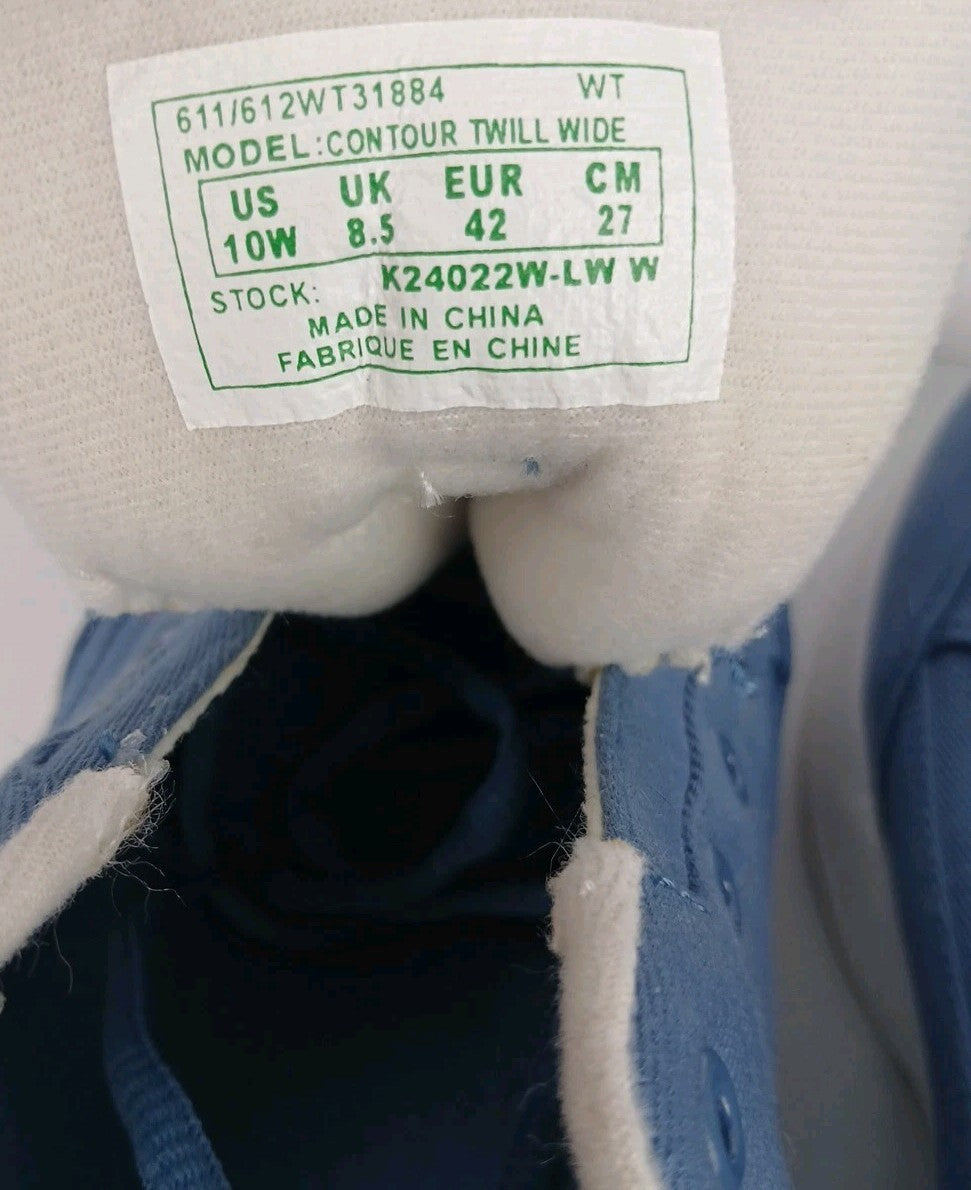 611/612WT31884 WT
MODEL:CONTOUR TWILL WIDE
US UK EUR CM
10W 8.5 42 27
STOCK: K24022W-LW W
MADE IN CHINA
FABRIQUE EN CHINE